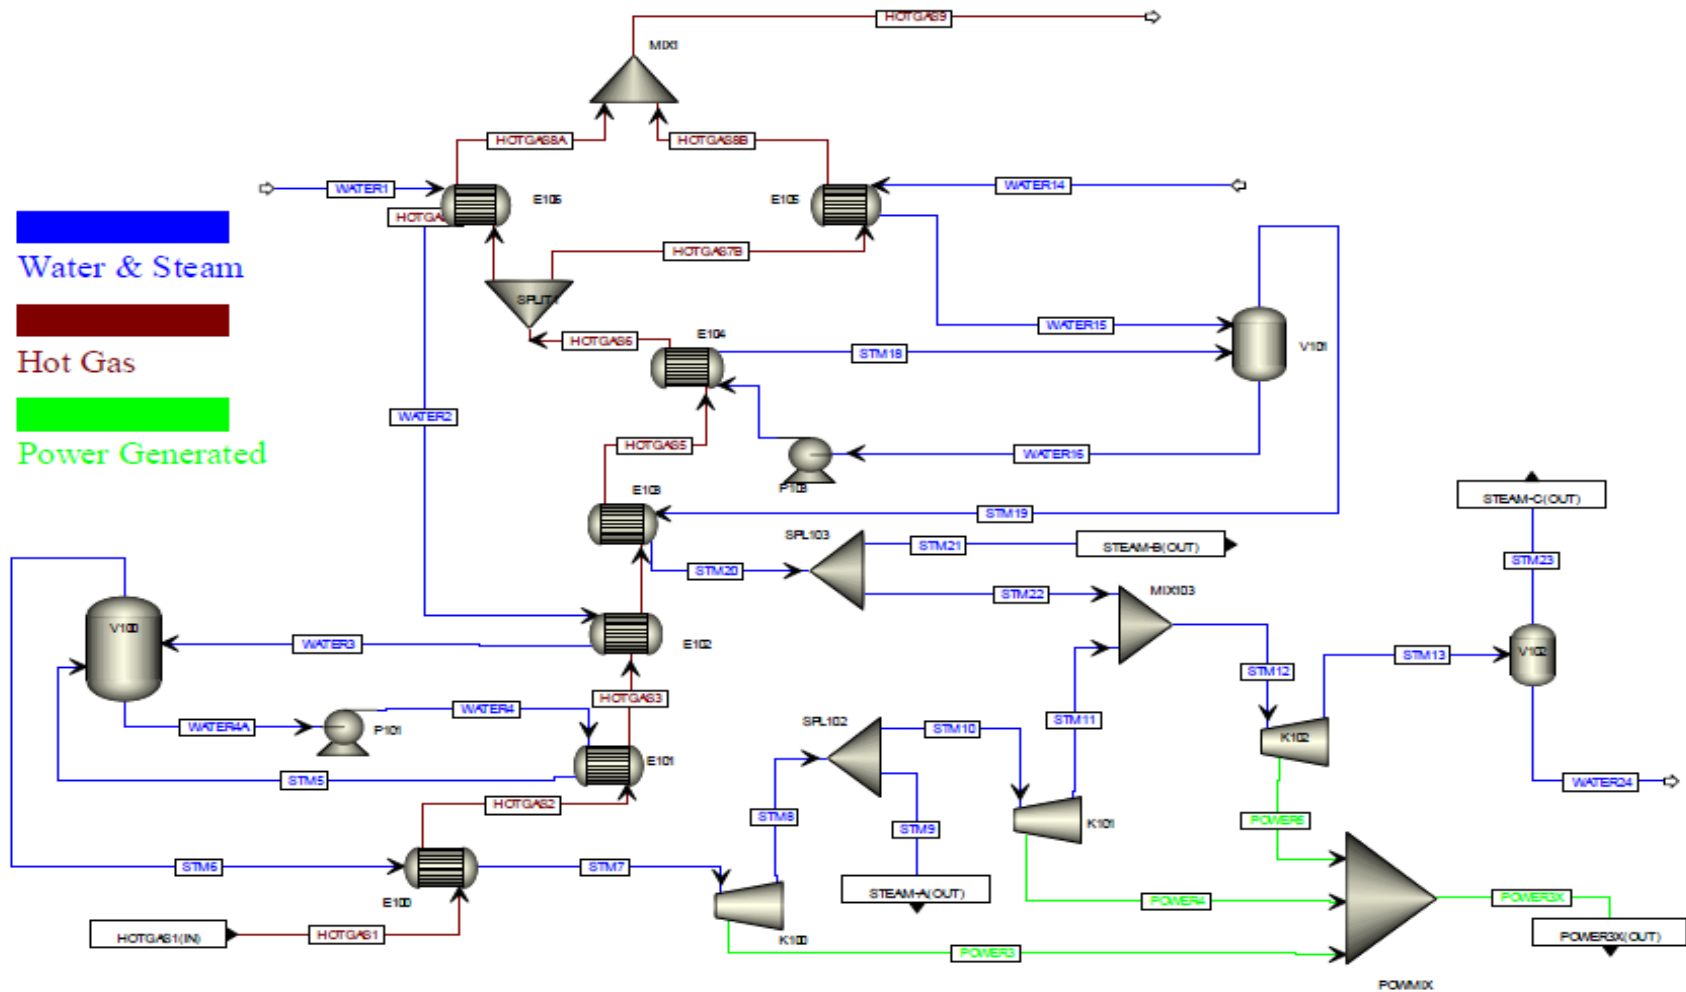 HOTGAS9
MIX1
HOTGAS8A
HOTGAS8B
WATER1
WATER14
E106
E105
HOTGAS7B
Water & Steam
SPLIT1
WATER15
E104
HOTGAS6
STM18
V101
Hot Gas
WATER2
Power Generated
HOTGAS5
WATER16
P103
E103
STEAM-C(OUT)
STM19
SPL103
STM21
STEAM-B(OUT)
STM20
STM23
STM22
MIX103
V100
WATER3
E102
STM13
V102
STM12
HOTGAS3
WATER4
WATER4A
P101
SPL102
STM10
STM11
K102
E101
STM5
HOTGAS2
WATER24
STM8
STM9
K101
STM6
STM7
STEAM-A(OUT)
POWER4
POWER3X
E100
HOTGAS1(IN)
HOTGAS1
K100
POWER3
POWER3X(OUT)
POWMIX